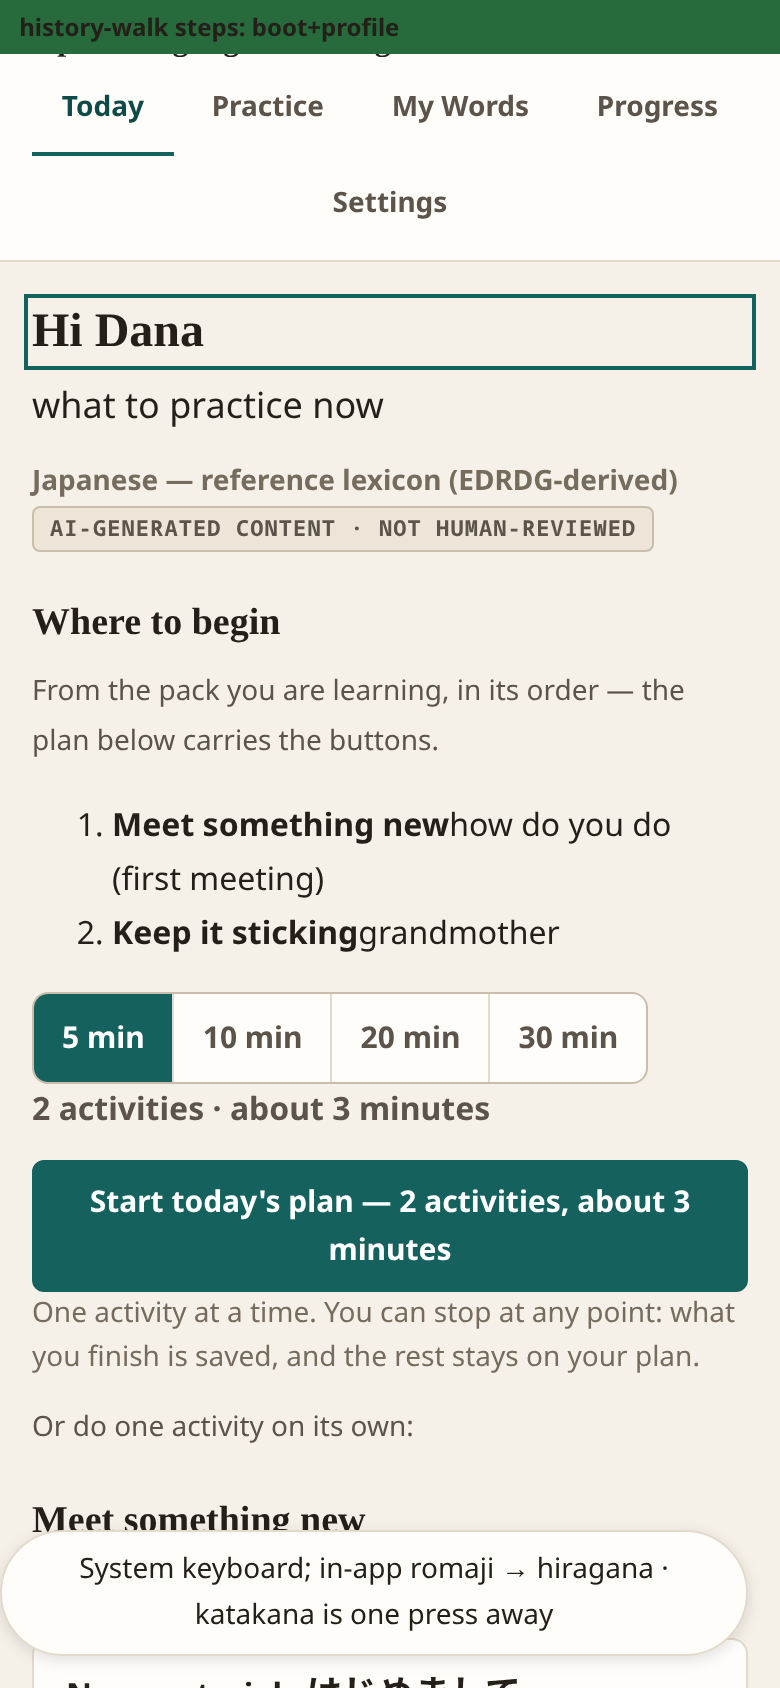 history-walk steps: boot+profile
Today Practice My Words Progress
Settings
Hi Dana
what to practice now
Japanese — reference lexicon (EDRDG-derived)
AI-GENERATED CONTENT · NOT HUMAN-REVIEWED
Where to begin
From the pack you are learning, in its order — the
plan below carries the buttons.
1. Meet something newhow do you do
(first meeting)
2. Keep it stickinggrandmother
5 min 10 min 20 min 30 min
2 activities · about 3 minutes
Start today's plan — 2 activities, about 3
minutes
One activity at a time. You can stop at any point: what
you finish is saved, and the rest stays on your plan.
Or do one activity on its own:
Meet something new
System keyboard; in-app romaji → hiragana ·
katakana is one press away
はじめまして